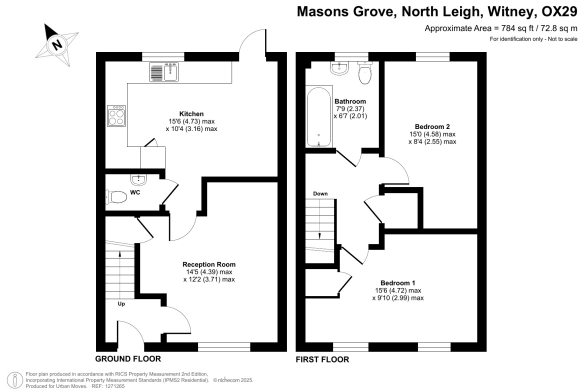 Masons Grove, North Leigh, Witney, OX29
Approximate Area = 784 sq ft / 72.8 sq m
For identification only - Not to scale
N
Kitchen
15'6 (4.73) max
x 10'4 (3.16) max
WC
Reception Room
14'5 (4.39) max
x 12'2 (3.71) max
Up
GROUND FLOOR
Bathroom
7'9 (2.37)
x 6'7 (2.01)
Bedroom 2
15'0 (4.58) max
x 8'4 (2.55) max
Down
Bedroom 1
15'6 (4.72) max
x 9'10 (2.99) max
FIRST FLOOR
Floor plan produced in accordance with RICS Property Measurement 2nd Edition,
Incorporating International Property Measurement Standards (IPMS2 Residential). © nichecom 2025.
Produced for Urban Moves. REF: 1271265